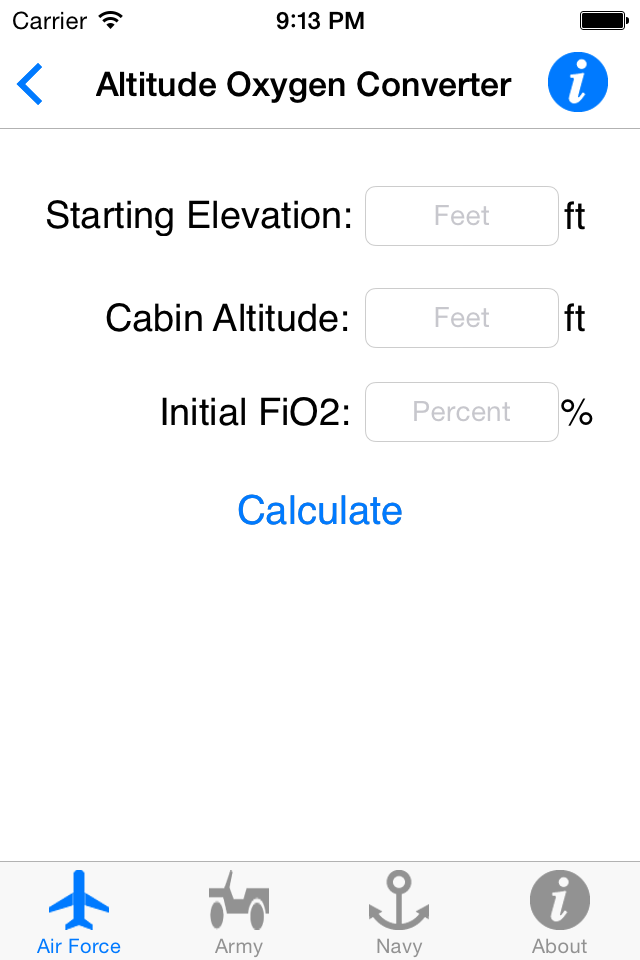 Carrier 9:13 PM
Altitude Oxygen Converter i
Starting Elevation: Feet ft
Cabin Altitude: Feet ft
Initial FiO2: Percent %
Calculate
i
Air Force Army Navy About